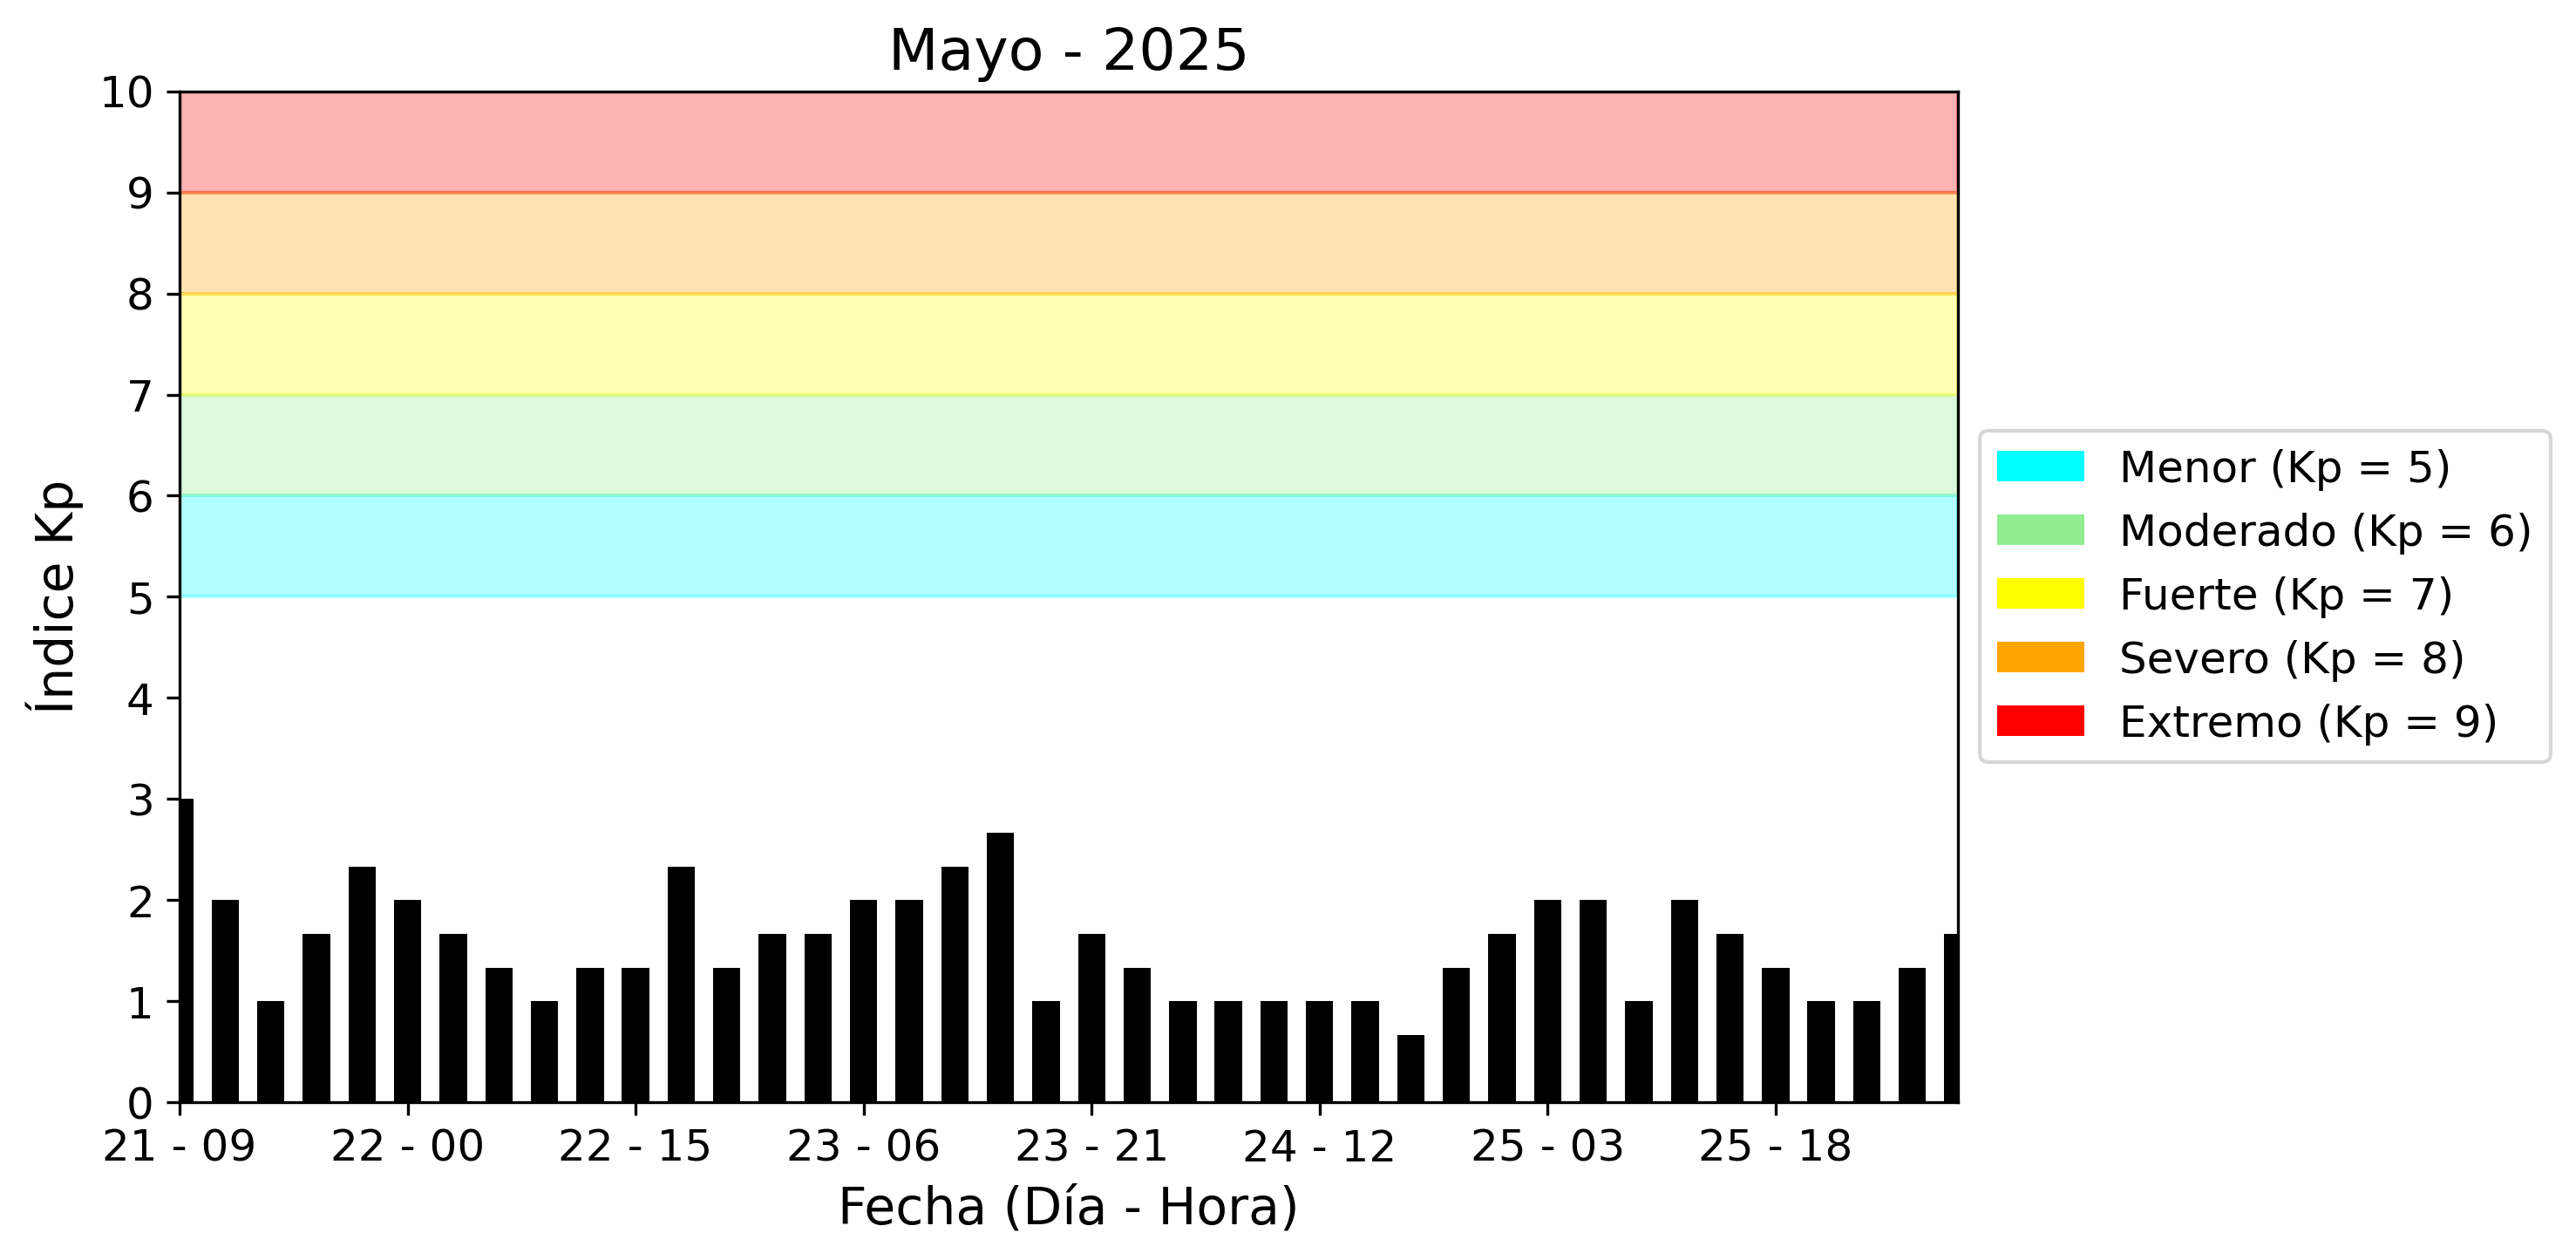 Mayo - 2025
10
9
8
7
6
5
4
3
2
1
0
Índice Kp
21 - 09
22 - 00
22 - 15
23 - 06
23 - 21
24 - 12
25 - 03
25 - 18
Fecha (Día - Hora)
Menor (Kp = 5)
Moderado (Kp = 6)
Fuerte (Kp = 7)
Severo (Kp = 8)
Extremo (Kp = 9)